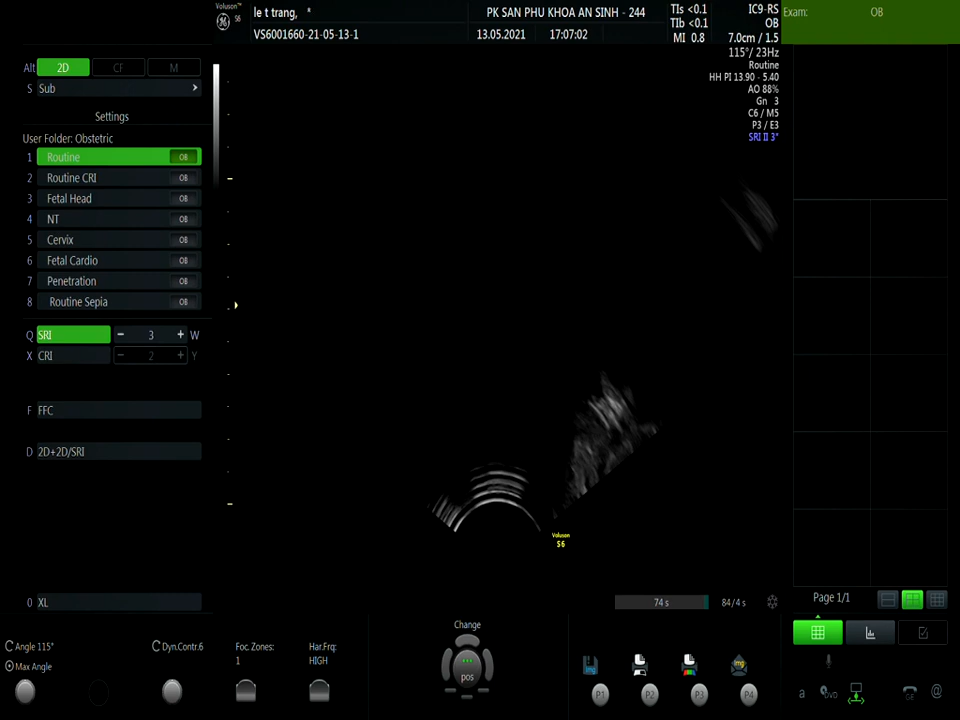 Voluson™
S6
le t trang, *
PK SAN PHU KHOA AN SINH - 244
VS6001660-21-05-13-1
13.05.2021
17:07:02
TIs <0.1
TIb <0.1
MI 0.8
IC9-RS
OB
7.0cm / 1.5
115°/ 23Hz
Routine
HH PI 13.90 - 5.40
AO 88%
Gn 3
C6 / M5
P3 / E3
SRI II 3*
Exam: OB
Alt 2D CF M
S Sub >
Settings
User Folder: Obstetric
1 Routine OB
2 Routine CRI OB
3 Fetal Head OB
4 NT OB
5 Cervix OB
6 Fetal Cardio OB
7 Penetration OB
8 Routine Sepia OB
Q SRI - 3 + W
X CRI - 2 + Y
F FFC
D 2D+2D/SRI
0 XL
Voluson
S6
74 s
84/4 s
Page 1/1
Angle 115°
Max Angle
Dyn.Contr.6
Foc. Zones:
1
Har.Frq:
HIGH
Change
pos
Img
P1 P2 P3 P4
a DVD @